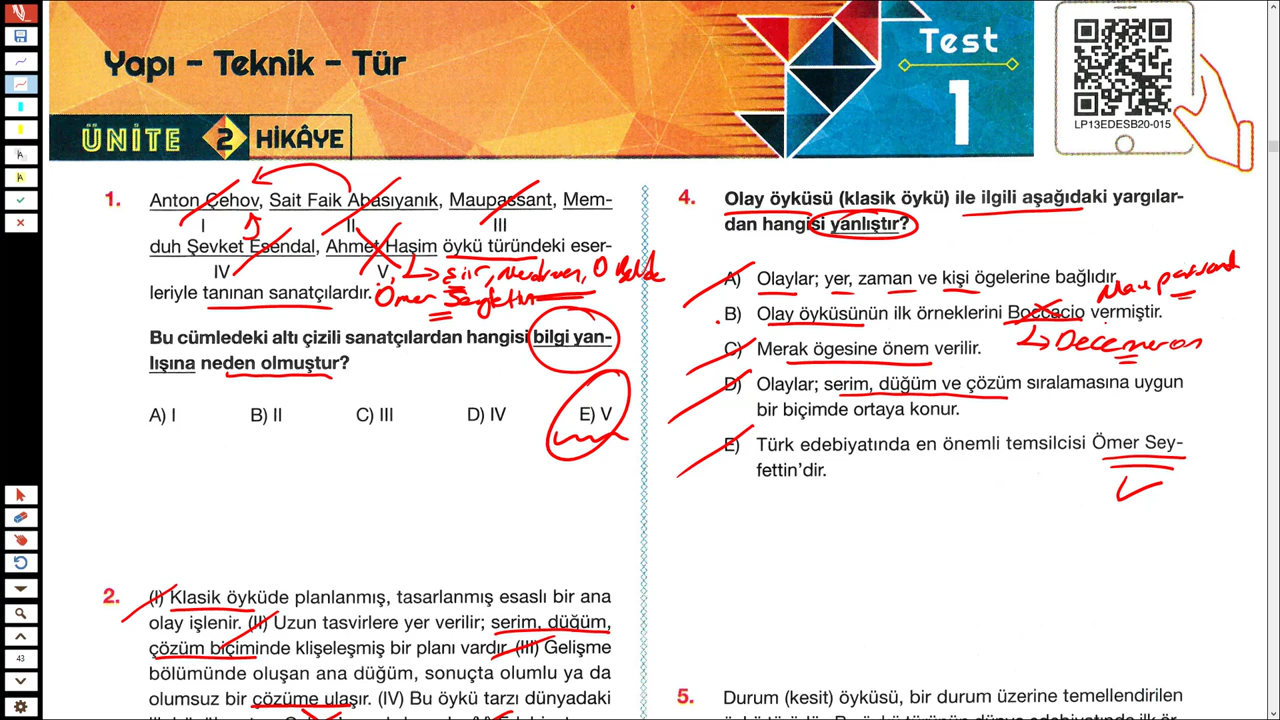 Yapı – Teknik – Tür
Test
1
LP13EDESB20-015
ÜNİTE 2 HİKÂYE
1. Anton Çehov, Sait Faik Abasıyanık, Maupassant, Mem-
I II III
duh Şevket Esendal, Ahmet Haşim öykü türündeki eser-
IV V
şiir, merdiven, O Belde
leriyle tanınan sanatçılardır.
Ömer Seyfettin
Bu cümledeki altı çizili sanatçılardan hangisi bilgi yan-
lışına neden olmuştur?
A) I B) II C) III D) IV E) V
2. (I) Klasik öyküde planlanmış, tasarlanmış esaslı bir ana
olay işlenir. (II) Uzun tasvirlere yer verilir; serim, düğüm,
çözüm biçiminde klişeleşmiş bir planı vardır. (III) Gelişme
bölümünde oluşan ana düğüm, sonuçta olumlu ya da
olumsuz bir çözüme ulaşır. (IV) Bu öykü tarzı dünyadaki
4. Olay öyküsü (klasik öykü) ile ilgili aşağıdaki yargılar-
dan hangisi yanlıştır?
A) Olaylar; yer, zaman ve kişi ögelerine bağlıdır.
Maupassant
B) Olay öyküsünün ilk örneklerini Boccacio vermiştir.
Decemeron
C) Merak ögesine önem verilir.
D) Olaylar; serim, düğüm ve çözüm sıralamasına uygun
bir biçimde ortaya konur.
E) Türk edebiyatında en önemli temsilcisi Ömer Sey-
fettin'dir.
5. Durum (kesit) öyküsü, bir durum üzerine temellendirilen
43